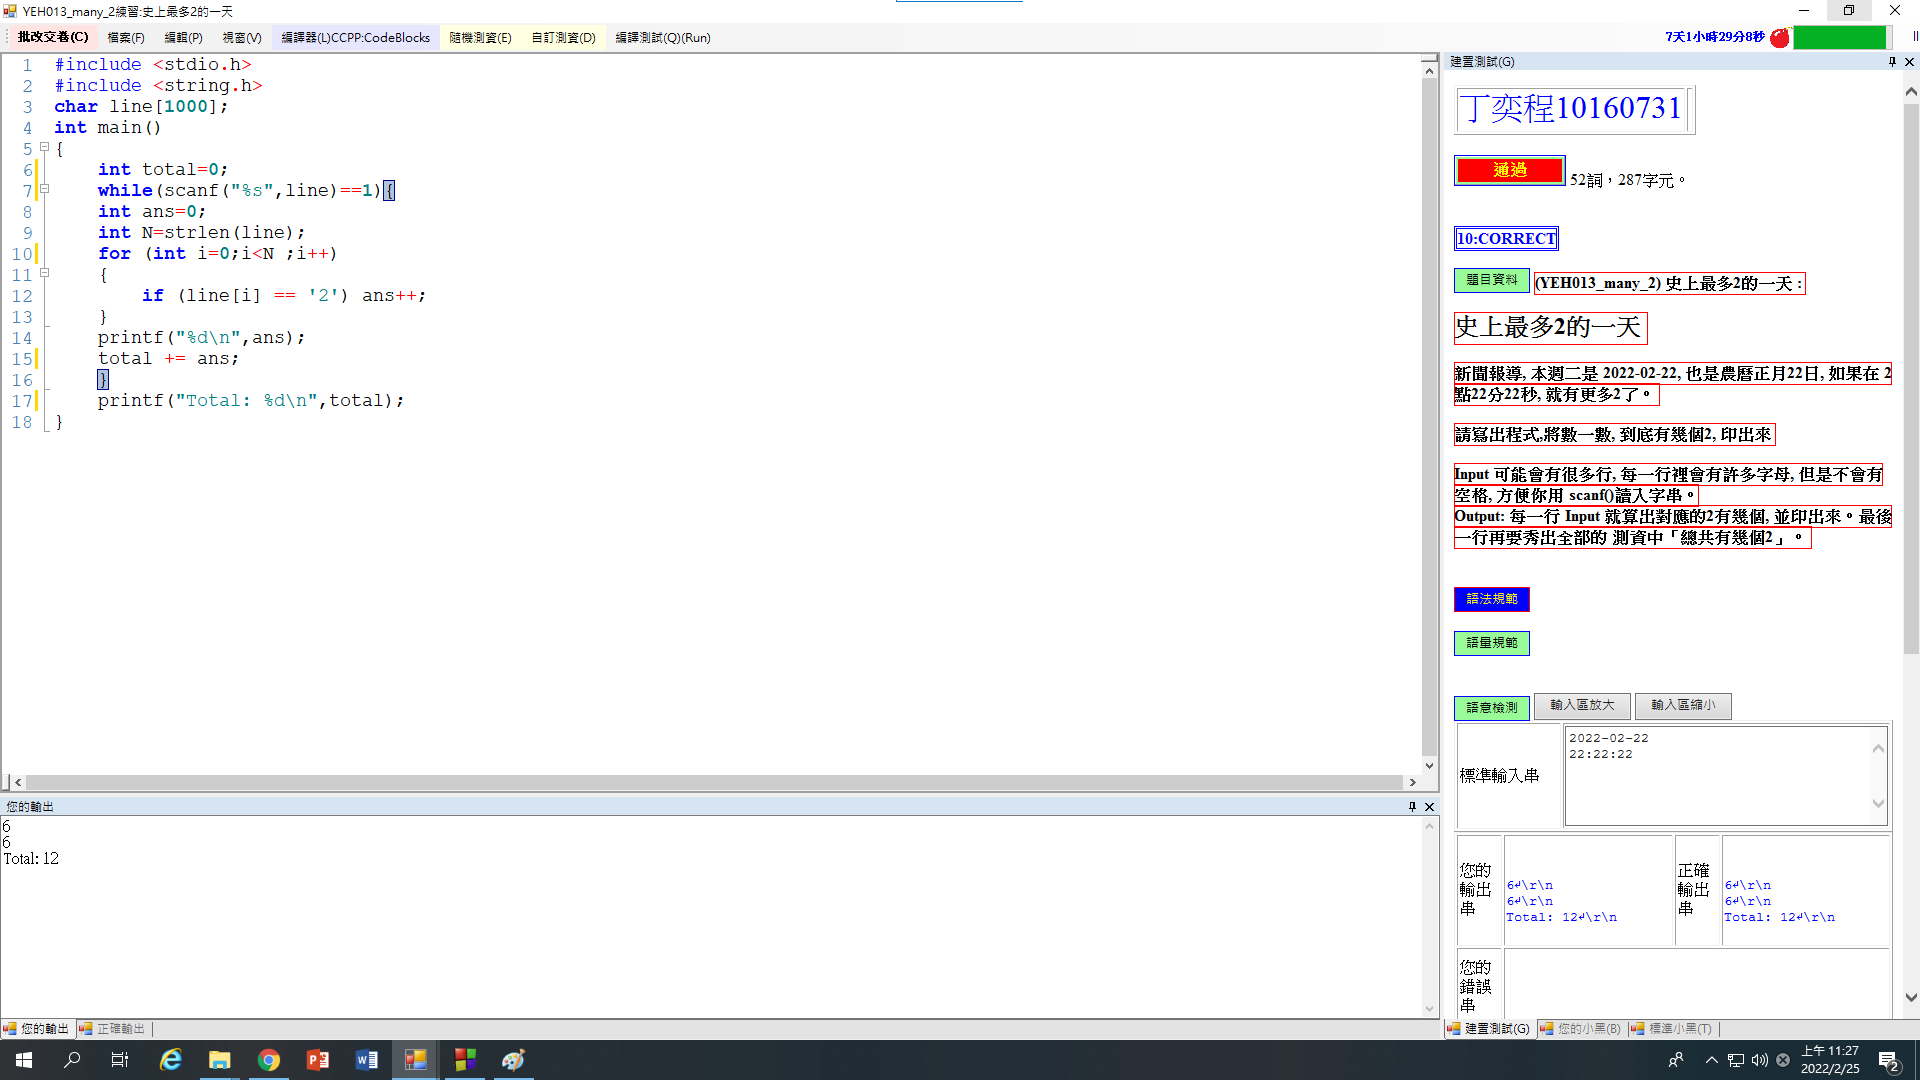 YEH013_many_2練習:史上最多2的一天
批改交卷(C) 檔案(F) 編輯(P) 視窗(V) 編譯器(L)CCPP:CodeBlocks 隨機測資(E) 自訂測資(D) 編譯測試(Q)(Run)
7天1小時29分8秒
1 #include <stdio.h>
2 #include <string.h>
3 char line[1000];
4 int main()
5 {
6 int total=0;
7 while(scanf("%s",line)==1){
8 int ans=0;
9 int N=strlen(line);
10 for (int i=0;i<N ;i++)
11 {
12 if (line[i] == '2') ans++;
13 }
14 printf("%d\n",ans);
15 total += ans;
16 }
17 printf("Total: %d\n",total);
18 }
您的輸出
6
6
Total: 12
您的輸出 正確輸出
建置測試(G)
丁奕程10160731
通過 52詞，287字元。
10:CORRECT
題目資料 (YEH013_many_2) 史上最多2的一天 :
史上最多2的一天
新聞報導, 本週二是 2022-02-22, 也是農曆正月22日, 如果在 2
點22分22秒, 就有更多2了。
請寫出程式,將數一數, 到底有幾個2, 印出來
Input 可能會有很多行, 每一行裡會有許多字母, 但是不會有
空格, 方便你用 scanf()讀入字串。
Output: 每一行 Input 就算出對應的2有幾個, 並印出來。最後
一行再要秀出全部的 測資中「總共有幾個2」。
語法規範
語量規範
語意檢測 輸入區放大 輸入區縮小
標準輸入串
2022-02-22
22:22:22
您的輸出串
6↵\r\n
6↵\r\n
Total: 12↵\r\n
正確輸出串
6↵\r\n
6↵\r\n
Total: 12↵\r\n
您的錯誤串
建置測試(G) 您的小黑(B) 標準小黑(T)
上午 11:27
2022/2/25
2